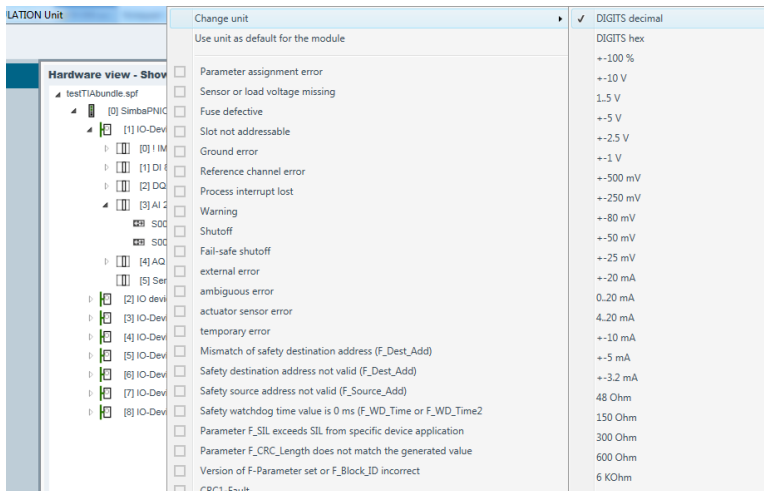 PLATION Unit
Hardware view - Show
testTIAbundle.spf
[0] SimbaPNIO
[1] IO-Devi
[0] ! IM
[1] DI 8
[2] DQ
[3] AI 2
S00
S00
[4] AQ
[5] Ser
[2] IO devi
[3] IO-Devi
[4] IO-Devi
[5] IO-Devi
[6] IO-Devi
[7] IO-Devi
[8] IO-Devi
Change unit
Use unit as default for the module
Parameter assignment error
Sensor or load voltage missing
Fuse defective
Slot not addressable
Ground error
Reference channel error
Process interrupt lost
Warning
Shutoff
Fail-safe shutoff
external error
ambiguous error
actuator sensor error
temporary error
Mismatch of safety destination address (F_Dest_Add)
Safety destination address not valid (F_Dest_Add)
Safety source address not valid (F_Source_Add)
Safety watchdog time value is 0 ms (F_WD_Time or F_WD_Time2
Parameter F_SIL exceeds SIL from specific device application
Parameter F_CRC_Length does not match the generated value
Version of F-Parameter set or F_Block_ID incorrect
CRC1-Fault
DIGITS decimal
DIGITS hex
+-100 %
+-10 V
1..5 V
+-5 V
+-2.5 V
+-1 V
+-500 mV
+-250 mV
+-80 mV
+-50 mV
+-25 mV
+-20 mA
0..20 mA
4..20 mA
+-10 mA
+-5 mA
+-3.2 mA
48 Ohm
150 Ohm
300 Ohm
600 Ohm
6 KOhm